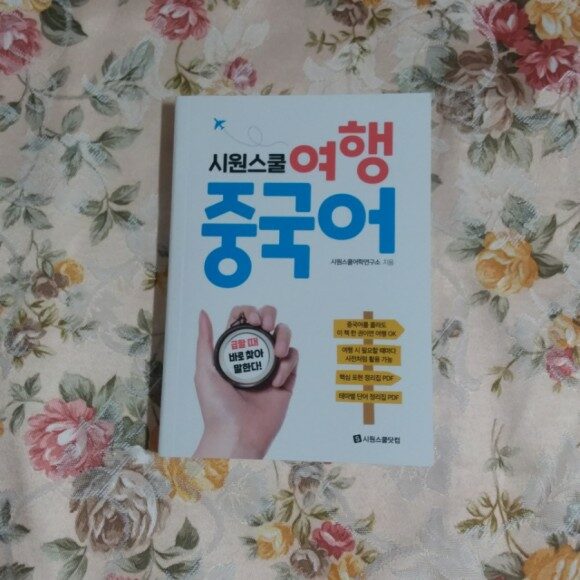 시원스쿨 여행
중국어
시원스쿨어학연구소 지음
급할 때
바로 찾아
말한다!
중국어를 몰라도
이 책 한 권이면 여행 OK
여행 시 필요할 때마다
사전처럼 활용 가능
핵심 표현 정리집 PDF
테마별 단어 정리집 PDF
S 시원스쿨닷컴